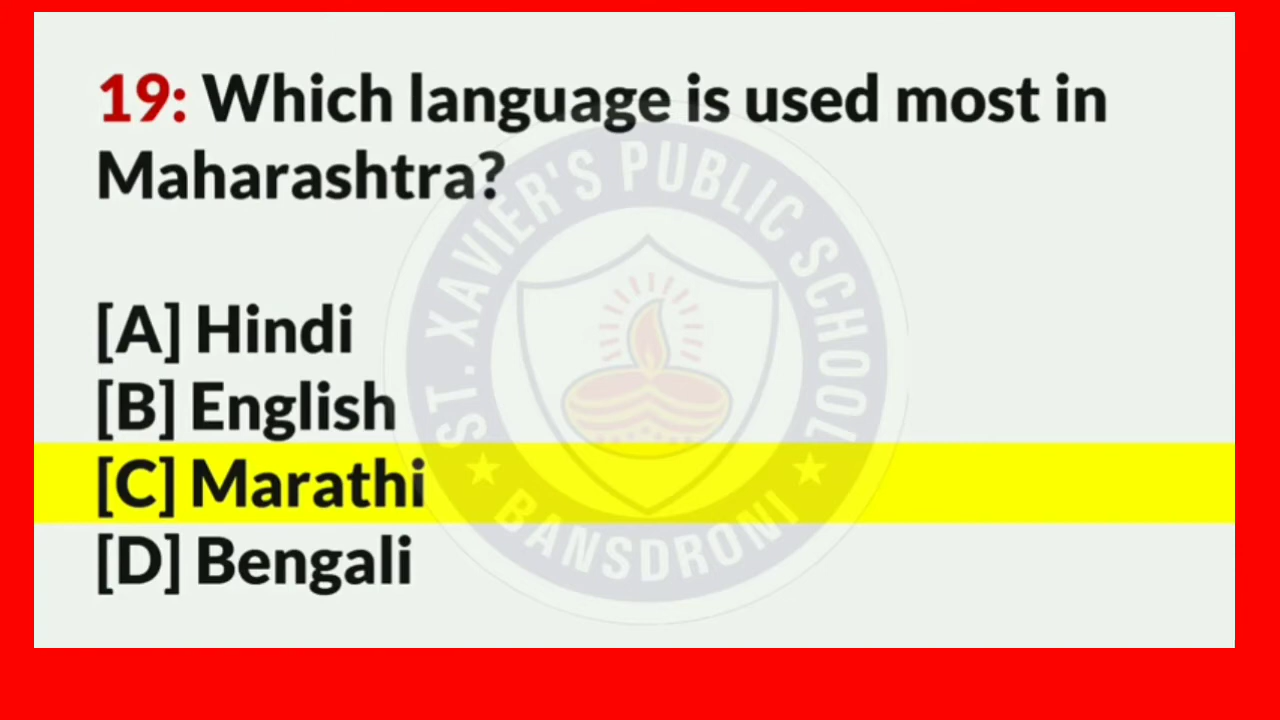 19: Which language is used most in
Maharashtra?
[A] Hindi
[B] English
[C] Marathi
[D] Bengali
ST. XAVIER'S PUBLIC SCHOOL
BANSDRONI